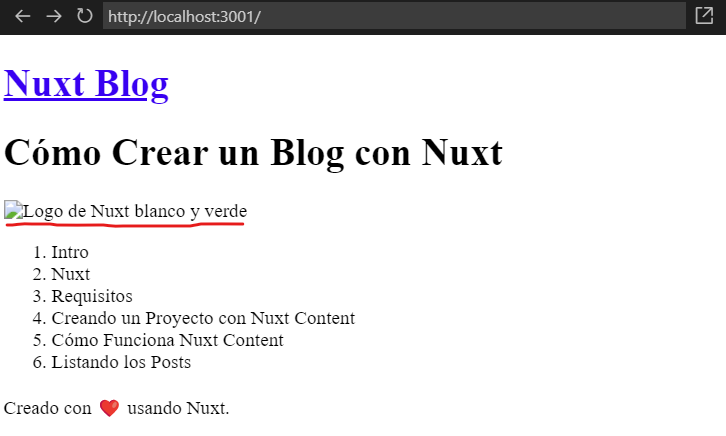 http://localhost:3001/
Nuxt Blog
Cómo Crear un Blog con Nuxt
Logo de Nuxt blanco y verde
1. Intro
2. Nuxt
3. Requisitos
4. Creando un Proyecto con Nuxt Content
5. Cómo Funciona Nuxt Content
6. Listando los Posts
Creado con ❤️ usando Nuxt.